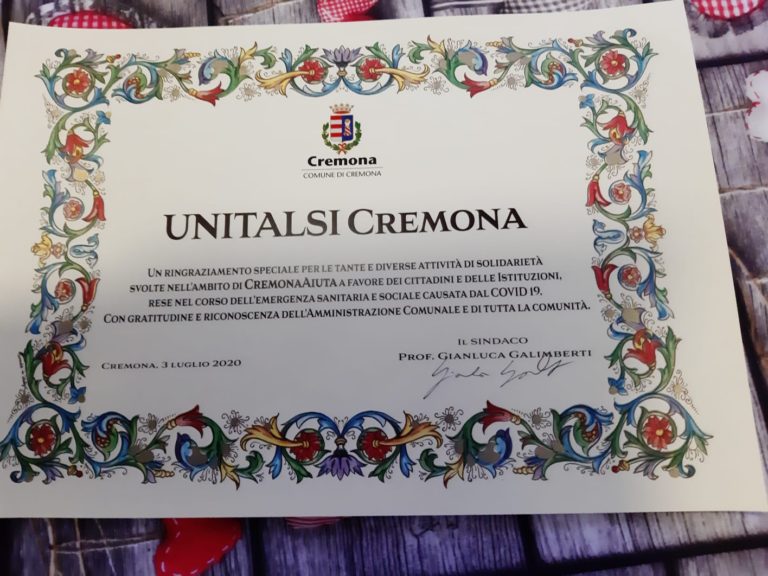 Cremona
COMUNE DI CREMONA
UNITALSI CREMONA
UN RINGRAZIAMENTO SPECIALE PER LE TANTE E DIVERSE ATTIVITÀ DI SOLIDARIETÀ
SVOLTE NELL'AMBITO DI CREMONAAIUTA A FAVORE DEI CITTADINI E DELLE ISTITUZIONI,
RESE NEL CORSO DELL'EMERGENZA SANITARIA E SOCIALE CAUSATA DAL COVID 19.
CON GRATITUDINE E RICONOSCENZA DELL'AMMINISTRAZIONE COMUNALE E DI TUTTA LA COMUNITÀ.
IL SINDACO
PROF. GIANLUCA GALIMBERTI
CREMONA, 3 LUGLIO 2020